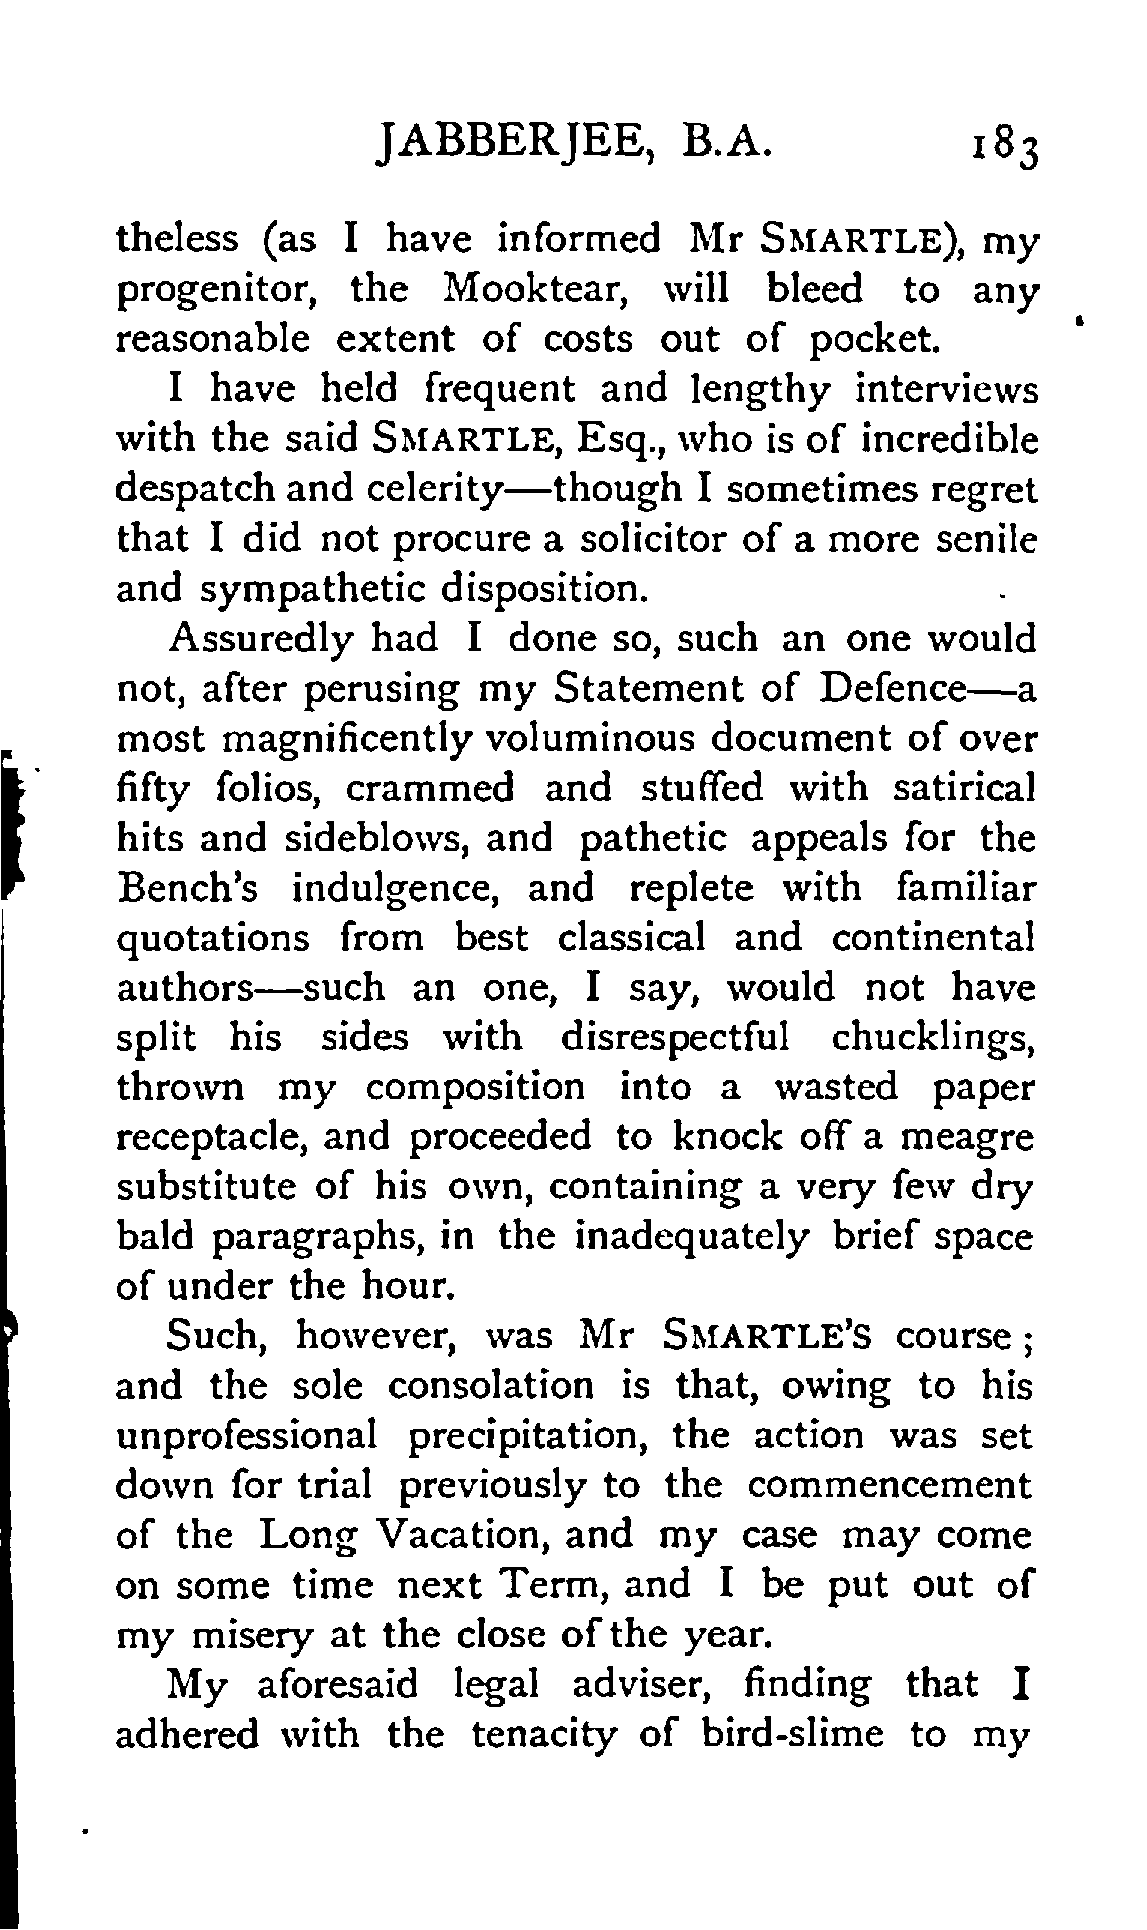 JABBERJEE, B.A. 183
theless (as I have informed Mr SMARTLE), my
progenitor, the Mooktear, will bleed to any
reasonable extent of costs out of pocket.
I have held frequent and lengthy interviews
with the said SMARTLE, Esq., who is of incredible
despatch and celerity—though I sometimes regret
that I did not procure a solicitor of a more senile
and sympathetic disposition.
Assuredly had I done so, such an one would
not, after perusing my Statement of Defence—a
most magnificently voluminous document of over
fifty folios, crammed and stuffed with satirical
hits and sideblows, and pathetic appeals for the
Bench's indulgence, and replete with familiar
quotations from best classical and continental
authors—such an one, I say, would not have
split his sides with disrespectful chucklings,
thrown my composition into a wasted paper
receptacle, and proceeded to knock off a meagre
substitute of his own, containing a very few dry
bald paragraphs, in the inadequately brief space
of under the hour.
Such, however, was Mr SMARTLE'S course;
and the sole consolation is that, owing to his
unprofessional precipitation, the action was set
down for trial previously to the commencement
of the Long Vacation, and my case may come
on some time next Term, and I be put out of
my misery at the close of the year.
My aforesaid legal adviser, finding that I
adhered with the tenacity of bird-slime to my